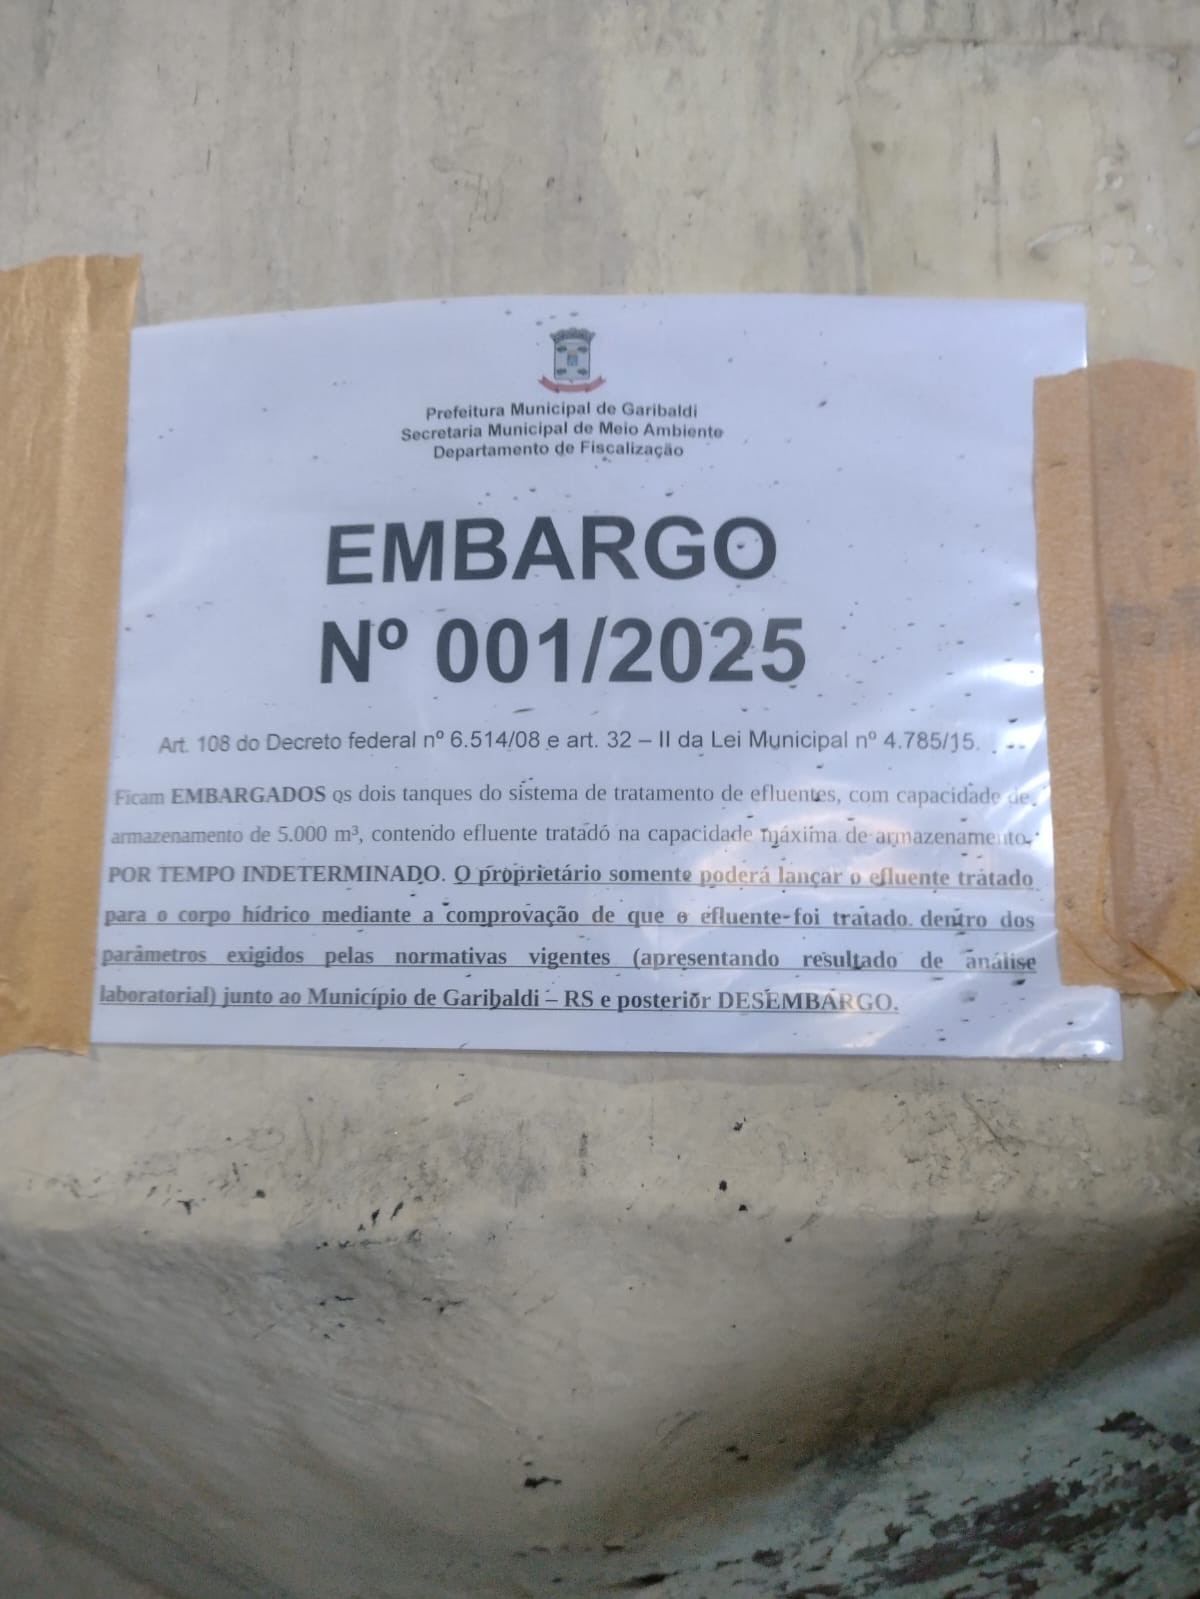 Prefeitura Municipal de Garibaldi
Secretaria Municipal de Meio Ambiente
Departamento de Fiscalização
EMBARGO
Nº 001/2025
Art. 108 do Decreto federal nº 6.514/08 e art. 32 – II da Lei Municipal nº 4.785/15.
Ficam EMBARGADOS os dois tanques do sistema de tratamento de efluentes, com capacidade de
armazenamento de 5.000 m³, contendo efluente tratado na capacidade máxima de armazenamento
POR TEMPO INDETERMINADO. O proprietário somente poderá lançar o efluente tratado
para o corpo hídrico mediante a comprovação de que o efluente foi tratado dentro dos
parâmetros exigidos pelas normativas vigentes (apresentando resultado de análise
laboratorial) junto ao Município de Garibaldi – RS e posterior DESEMBARGO.